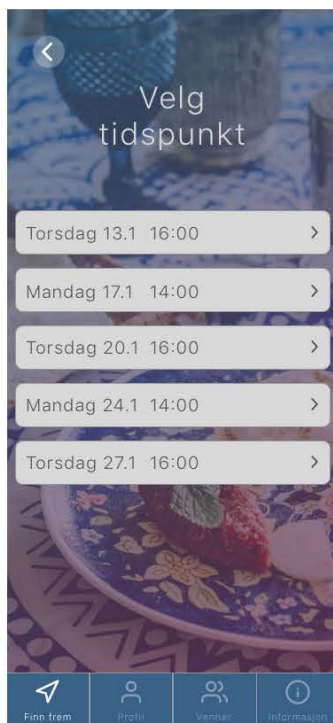 Velg
tidspunkt
Torsdag 13.1 16:00
Mandag 17.1 14:00
Torsdag 20.1 16:00
Mandag 24.1 14:00
Torsdag 27.1 16:00
Finn frem Profil Venner Informasjon